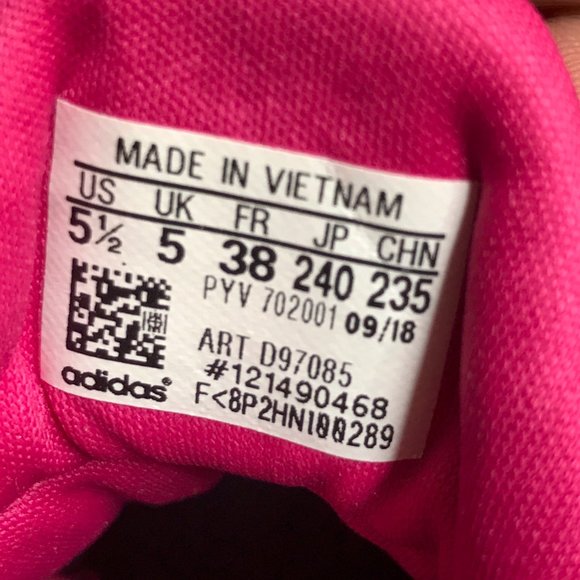 MADE IN VIETNAM
US UK FR JP CHN
5½ 5 38 240 235
PYV 702001 09/18
ART D97085
#121490468
adidas® F<8P2HN100289